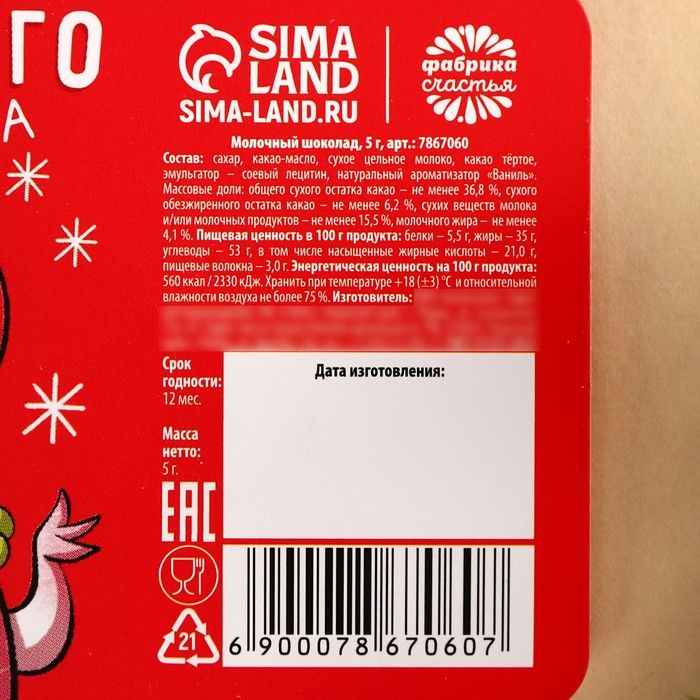 ГО
А
SIMA
LAND
SIMA-LAND.RU
фабрика
счастья
Молочный шоколад, 5 г, арт.: 7867060
Состав: сахар, какао-масло, сухое цельное молоко, какао тёртое,
эмульгатор – соевый лецитин, натуральный ароматизатор «Ваниль».
Массовые доли: общего сухого остатка какао – не менее 36,8 %, сухого
обезжиренного остатка какао – не менее 6,2 %, сухих веществ молока
и/или молочных продуктов – не менее 15,5 %, молочного жира – не менее
4,1 %. Пищевая ценность в 100 г продукта: белки – 5,5 г, жиры – 35 г,
углеводы – 53 г, в том числе насыщенные жирные кислоты – 21,0 г,
пищевые волокна – 3,0 г. Энергетическая ценность на 100 г продукта:
560 ккал / 2330 кДж. Хранить при температуре +18 (±3) °С и относительной
влажности воздуха не более 75 %. Изготовитель:
Срок
годности:
12 мес.
Дата изготовления:
Масса
нетто:
5 г.
EAC
21
6 900078 670607